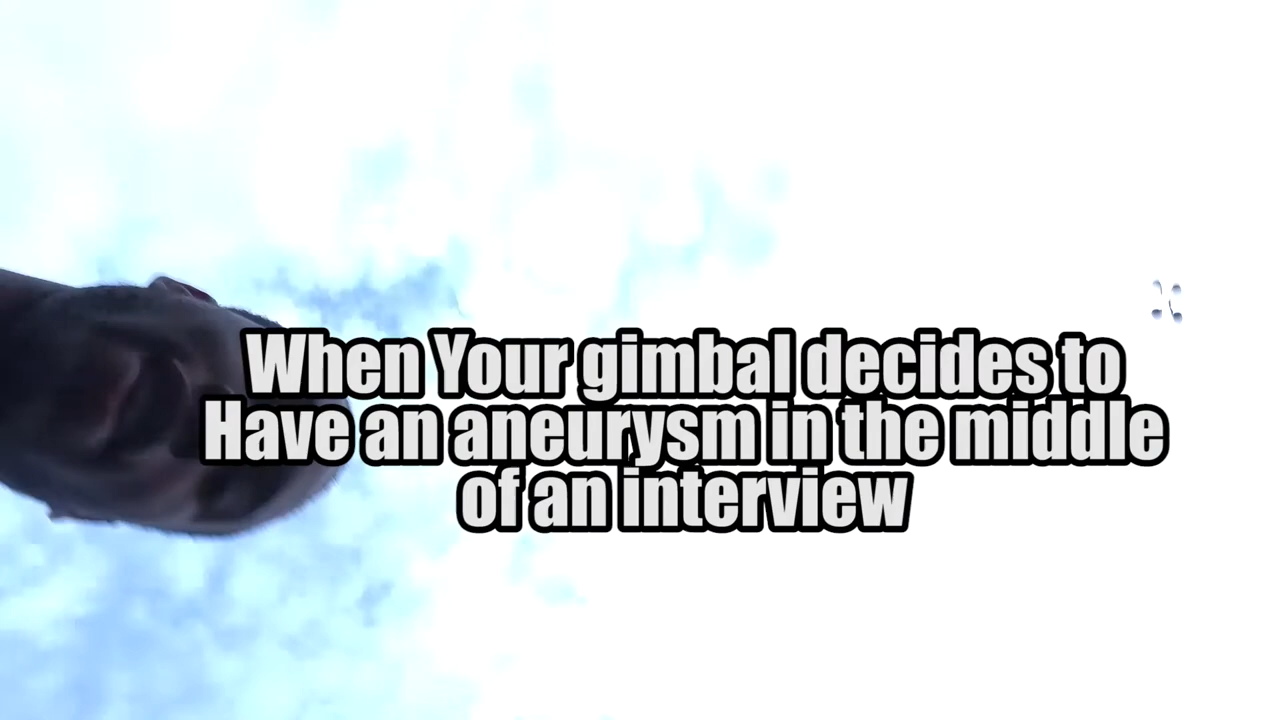 When Your gimbal decides to
Have an aneurysm in the middle
of an interview